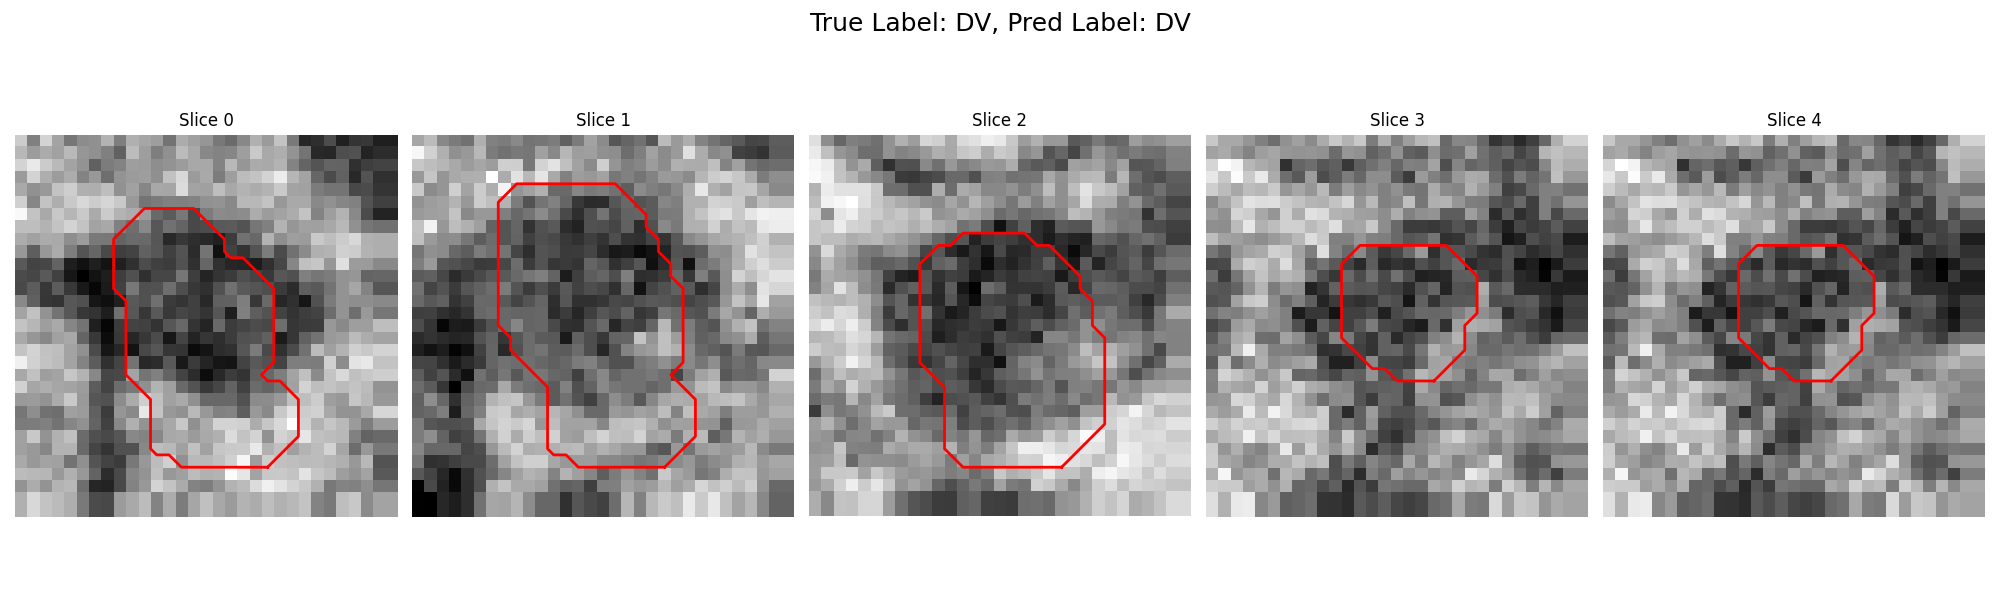 True Label: DV, Pred Label: DV
Slice 0
Slice 1
Slice 2
Slice 3
Slice 4